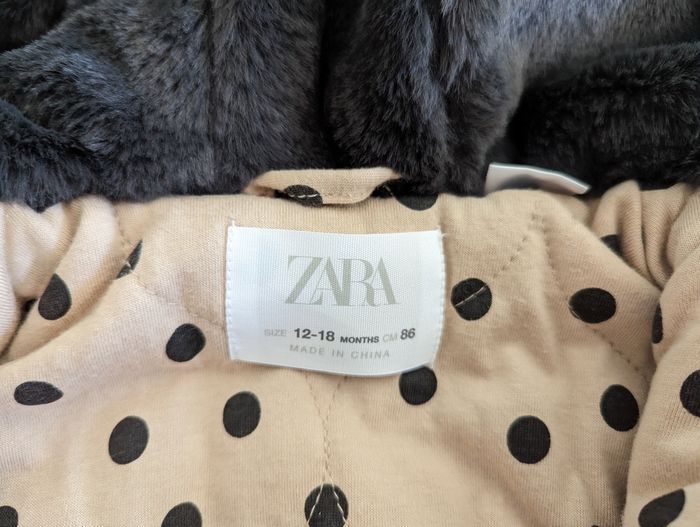 ZARA
SIZE 12-18 MONTHS CM 86
MADE IN CHINA